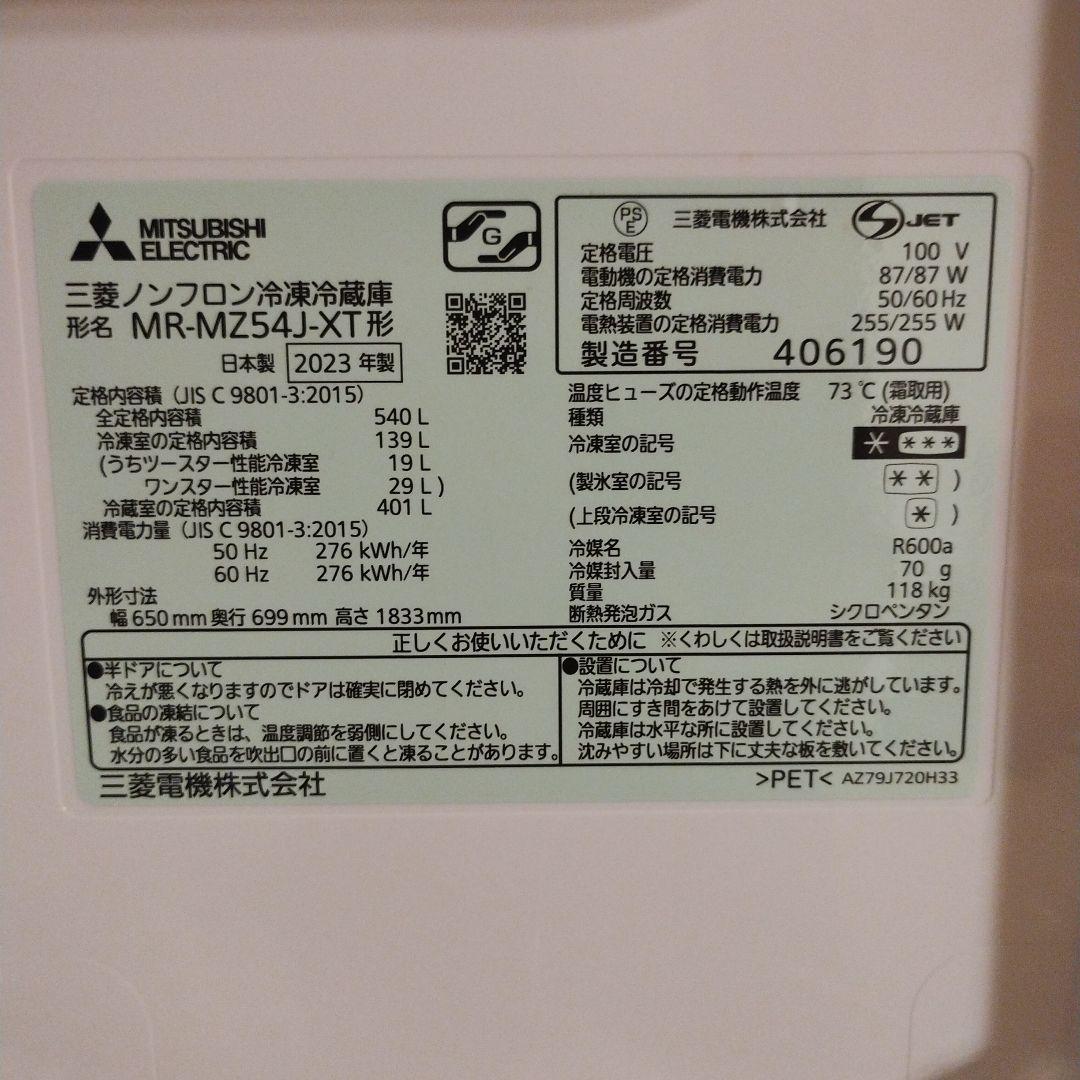 MITSUBISHI
ELECTRIC
G
三菱ノンフロン冷凍冷蔵庫
形名 MR-MZ54J-XT形
日本製 2023 年製
PS
E
三菱電機株式会社 S JET
定格電圧 100 V
電動機の定格消費電力 87/87 W
定格周波数 50/60 Hz
電熱装置の定格消費電力 255/255 W
製造番号 406190
定格内容積（JIS C 9801-3:2015）
全定格内容積 540 L
冷凍室の定格内容積 139 L
(うちツースター性能冷凍室 19 L
ワンスター性能冷凍室 29 L )
冷蔵室の定格内容積 401 L
消費電力量（JIS C 9801-3:2015）
50 Hz 276 kWh/年
60 Hz 276 kWh/年
外形寸法
幅 650 mm 奥行 699 mm 高さ 1833 mm
温度ヒューズの定格動作温度 73 ℃ (霜取用)
種類 冷凍冷蔵庫
冷凍室の記号 * ***
(製氷室の記号 ** )
(上段冷凍室の記号 * )
冷媒名 R600a
冷媒封入量 70 g
質量 118 kg
断熱発泡ガス シクロペンタン
正しくお使いいただくために ※くわしくは取扱説明書をご覧ください
●半ドアについて
冷えが悪くなりますのでドアは確実に閉めてください。
●食品の凍結について
食品が凍るときは、温度調節を弱側にしてください。
水分の多い食品を吹出口の前に置くと凍ることがあります。
●設置について
冷蔵庫は冷却で発生する熱を外に逃がしています。
周囲にすき間をあけて設置してください。
冷蔵庫は水平な所に設置してください。
沈みやすい場所は下に丈夫な板を敷いてください。
三菱電機株式会社
>PET< AZ79J720H33